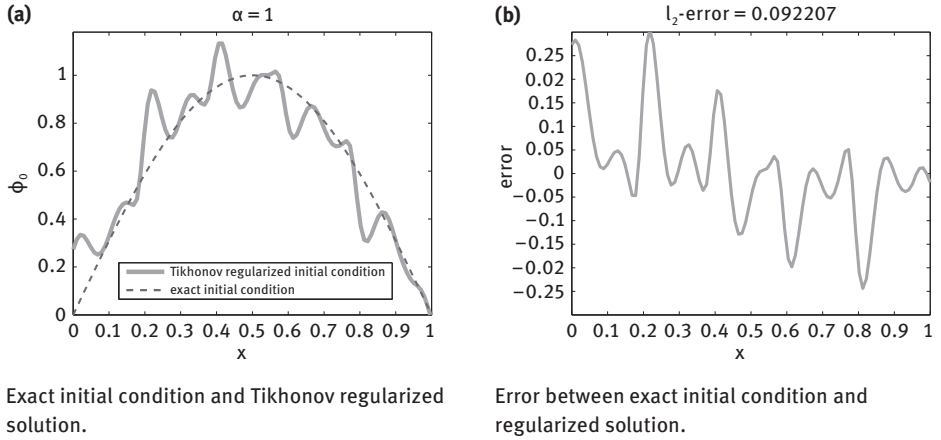 (a)
α = 1
1
0.8
0.6
0.4
0.2
0
ϕ₀
Tikhonov regularized initial condition
exact initial condition
0 0.1 0.2 0.3 0.4 0.5 0.6 0.7 0.8 0.9 1
x
Exact initial condition and Tikhonov regularized
solution.
(b)
l₂-error = 0.092207
0.25
0.02
0.15
0.1
0.05
0
−0.05
−0.1
−0.15
−0.02
−0.25
error
0 0.1 0.2 0.3 0.4 0.5 0.6 0.7 0.8 0.9 1
x
Error between exact initial condition and
regularized solution.